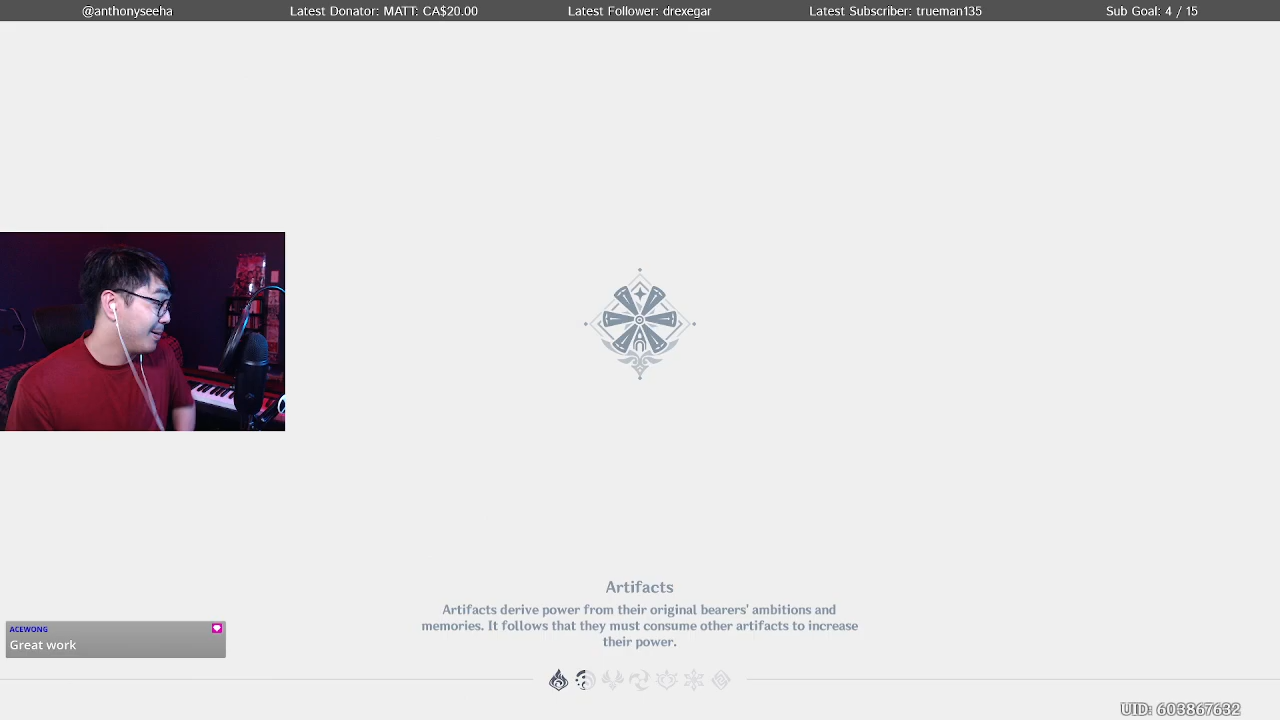 @anthonyseeha Latest Donator: MATT: CA$20.00 Latest Follower: drexegar Latest Subscriber: trueman135 Sub Goal: 4 / 15
Artifacts
Artifacts derive power from their original bearers' ambitions and
memories. It follows that they must consume other artifacts to increase
their power.
ACEWONG
Great work
UID: 603867632